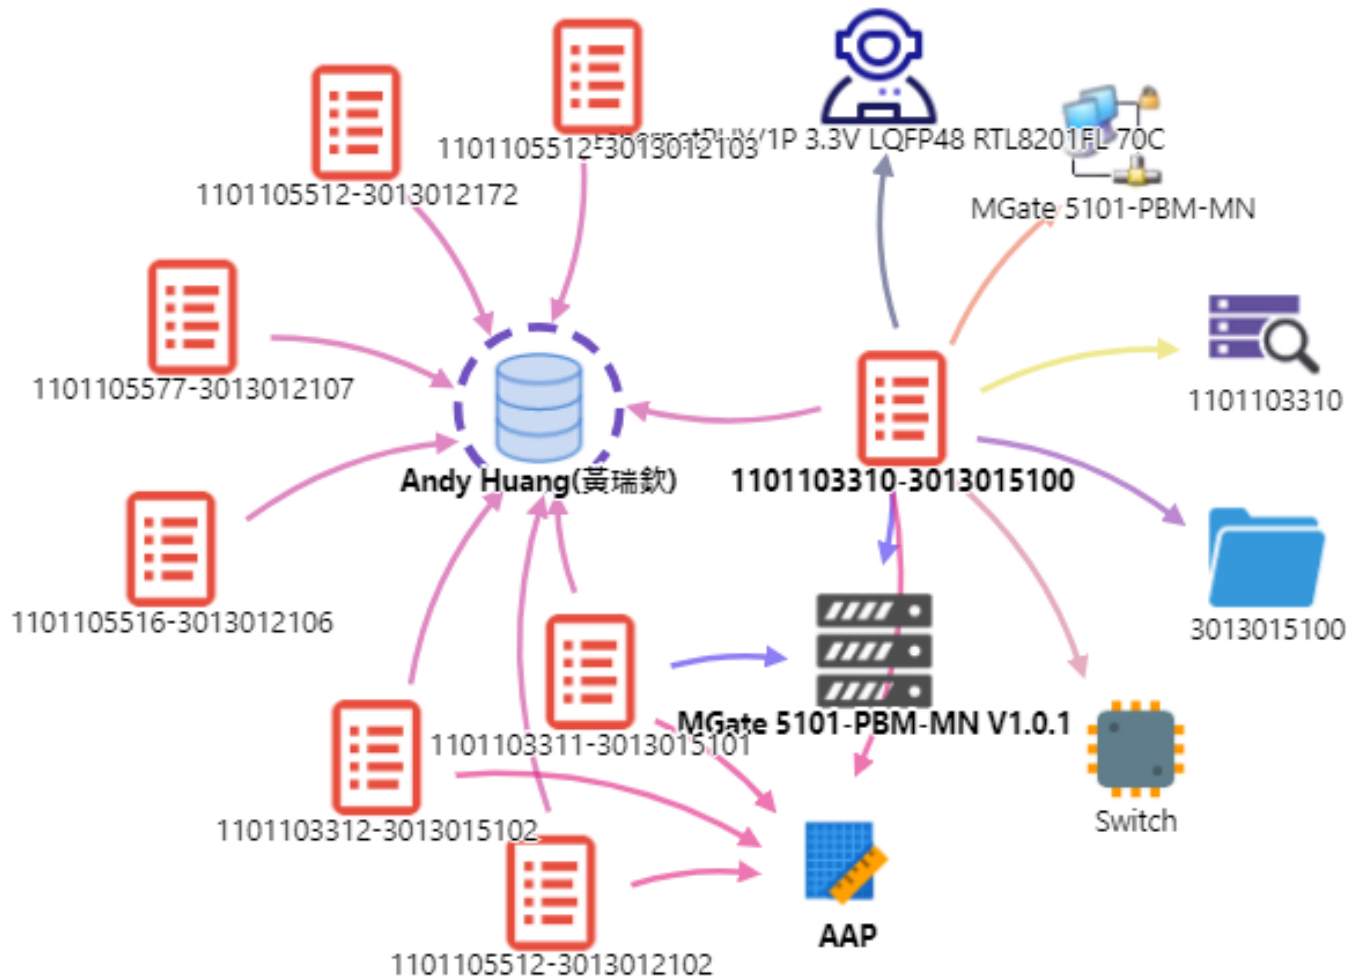 1101105512-3013012103
EthernetPHY/1P 3.3V LQFP48 RTL8201FL 70C
1101105512-3013012172
MGate 5101-PBM-MN
1101105577-3013012107
1101103310
Andy Huang(黃瑞欽)
1101103310-3013015100
1101105516-3013012106
3013015100
MGate 5101-PBM-MN V1.0.1
1101103311-3013015101
Switch
1101103312-3013015102
AAP
1101105512-3013012102